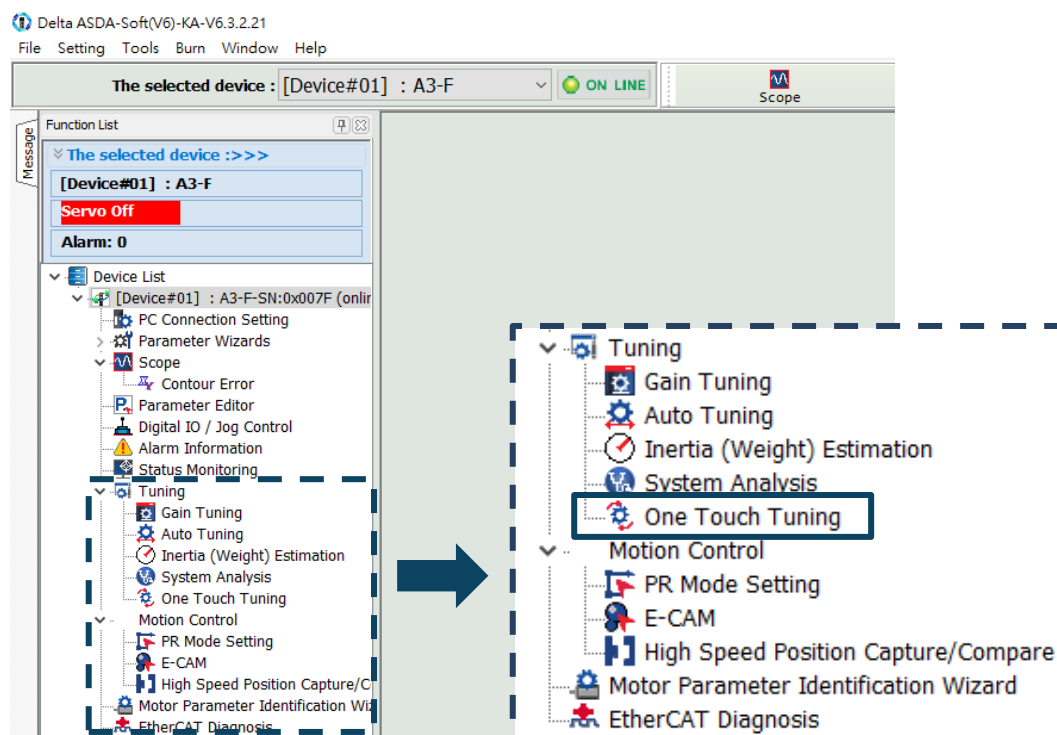 Delta ASDA-Soft(V6)-KA-V6.3.2.21
File Setting Tools Burn Window Help
The selected device : [Device#01] : A3-F ON LINE
Scope
Message
Function List
The selected device :>>>
[Device#01] : A3-F
Servo Off
Alarm: 0
Device List
[Device#01] : A3-F-SN:0x007F (onlin
PC Connection Setting
Parameter Wizards
Scope
Contour Error
Parameter Editor
Digital IO / Jog Control
Alarm Information
Status Monitoring
Tuning
Gain Tuning
Auto Tuning
Inertia (Weight) Estimation
System Analysis
One Touch Tuning
Motion Control
PR Mode Setting
E-CAM
High Speed Position Capture/C
Motor Parameter Identification Wiz
EtherCAT Diagnosis
Tuning
Gain Tuning
Auto Tuning
Inertia (Weight) Estimation
System Analysis
One Touch Tuning
Motion Control
PR Mode Setting
E-CAM
High Speed Position Capture/Compare
Motor Parameter Identification Wizard
EtherCAT Diagnosis